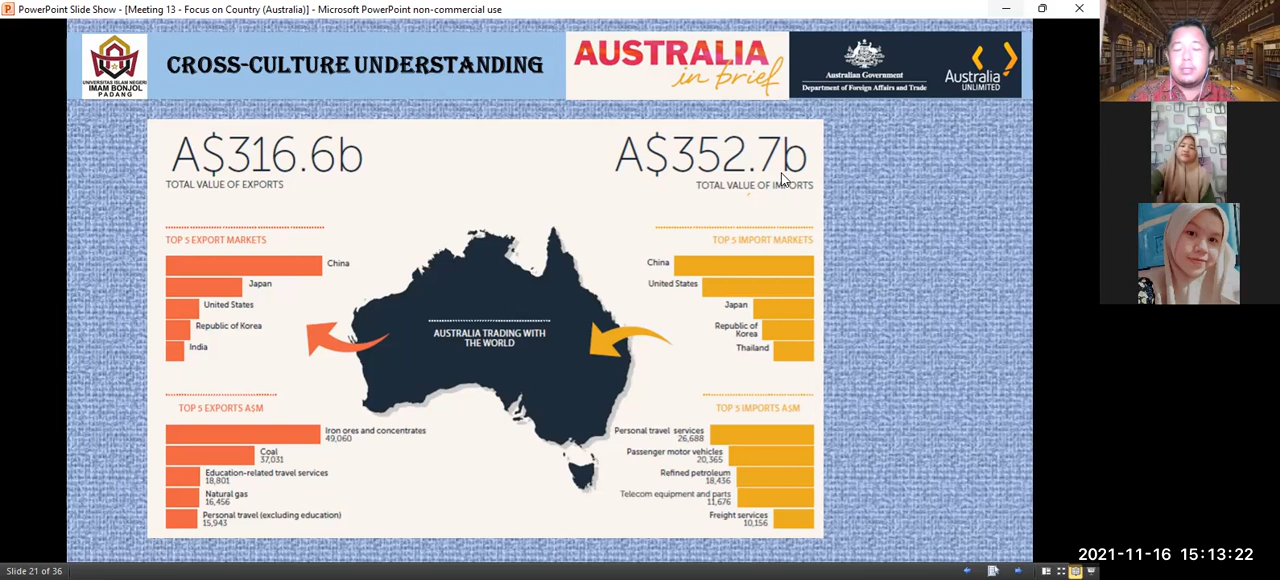 PowerPoint Slide Show - [Meeting 13 - Focus on Country (Australia)] - Microsoft PowerPoint non-commercial use
UNIVERSITAS ISLAM NEGERI
IMAM BONJOL
PADANG
CROSS-CULTURE UNDERSTANDING
AUSTRALIA
in brief
Australian Government
Department of Foreign Affairs and Trade
Australia
UNLIMITED
A$316.6b
TOTAL VALUE OF EXPORTS
A$352.7b
TOTAL VALUE OF IMPORTS
TOP 5 EXPORT MARKETS
China
Japan
United States
Republic of Korea
India
TOP 5 IMPORT MARKETS
China
United States
Japan
Republic of
Korea
Thailand
AUSTRALIA TRADING WITH
THE WORLD
TOP 5 EXPORTS A$M
Iron ores and concentrates
49,060
Coal
37,031
Education-related travel services
18,801
Natural gas
16,456
Personal travel (excluding education)
15,943
TOP 5 IMPORTS A$M
Personal travel services
26,688
Passenger motor vehicles
20,365
Refined petroleum
18,436
Telecom equipment and parts
11,676
Freight services
10,156
2021-11-16 15:13:22
Slide 21 of 36